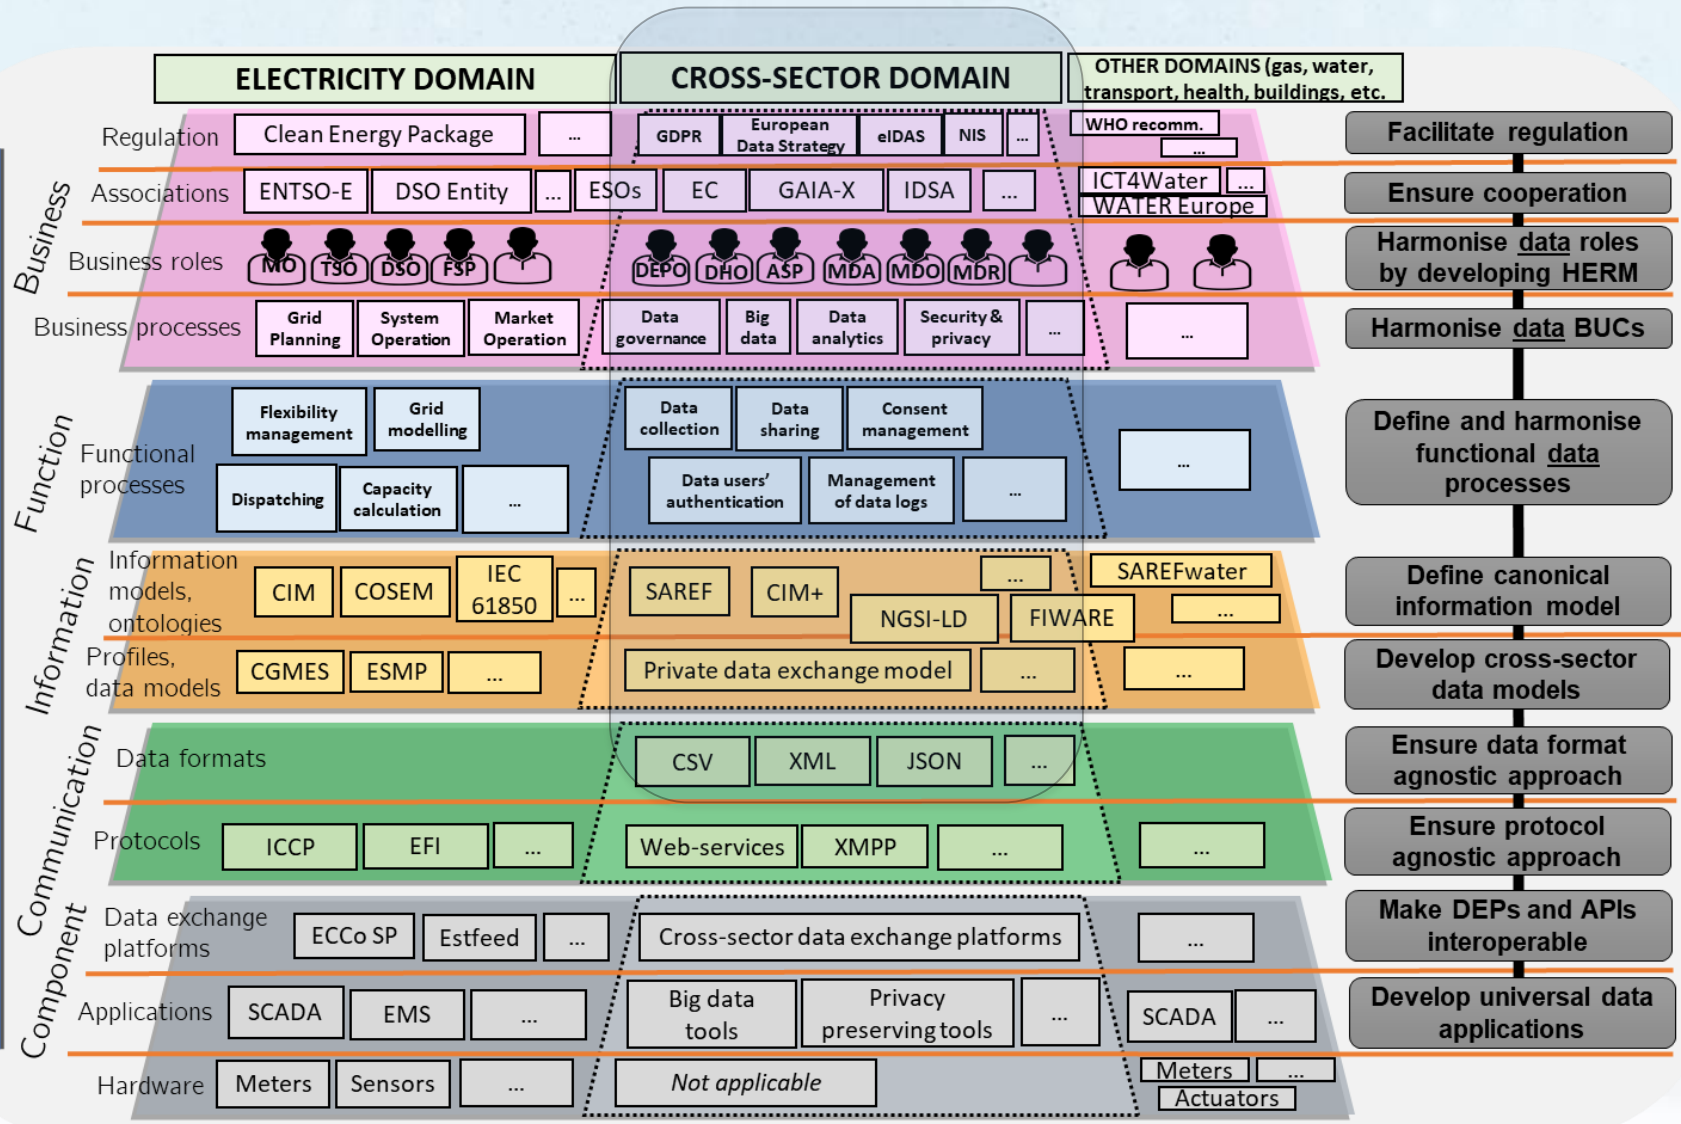 ELECTRICITY DOMAIN
CROSS-SECTOR DOMAIN
OTHER DOMAINS (gas, water,
transport, health, buildings, etc.
Business
Regulation
Clean Energy Package
...
GDPR
European
Data Strategy
eIDAS
NIS
...
WHO recomm.
...
Facilitate regulation
Associations
ENTSO-E
DSO Entity
...
ESOs
EC
GAIA-X
IDSA
...
ICT4Water
...
WATER Europe
Ensure cooperation
Business roles
MO
TSO
DSO
FSP
DEPO
DHO
ASP
MDA
MDO
MDR
Harmonise data roles
by developing HERM
Business processes
Grid
Planning
System
Operation
Market
Operation
Data
governance
Big
data
Data
analytics
Security &
privacy
...
...
Harmonise data BUCs
Function
Functional
processes
Flexibility
management
Grid
modelling
Dispatching
Capacity
calculation
...
Data
collection
Data
sharing
Consent
management
Data users'
authentication
Management
of data logs
...
...
Define and harmonise
functional data
processes
Information
Information
models,
ontologies
CIM
COSEM
IEC
61850
...
SAREF
CIM+
...
NGSI-LD
FIWARE
SAREFwater
...
Define canonical
information model
Profiles,
data models
CGMES
ESMP
...
Private data exchange model
...
...
Develop cross-sector
data models
Communication
Data formats
CSV
XML
JSON
...
Ensure data format
agnostic approach
Protocols
ICCP
EFI
...
Web-services
XMPP
...
...
Ensure protocol
agnostic approach
Component
Data exchange
platforms
ECCo SP
Estfeed
...
Cross-sector data exchange platforms
...
Make DEPs and APIs
interoperable
Applications
SCADA
EMS
...
Big data
tools
Privacy
preserving tools
...
SCADA
...
Develop universal data
applications
Hardware
Meters
Sensors
...
Not applicable
Meters
...
Actuators